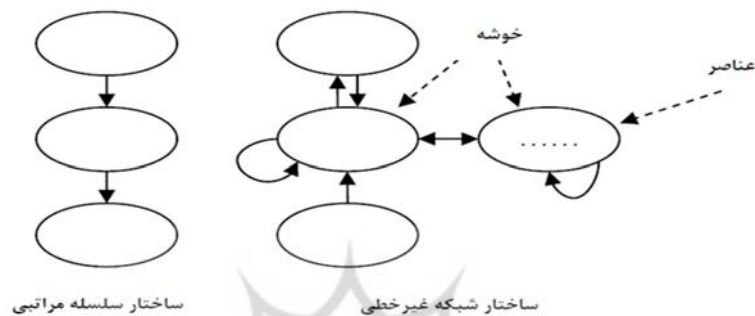 خوشه
عناصر
......
ساختار شبکه غیرخطی
ساختار سلسله مراتبی